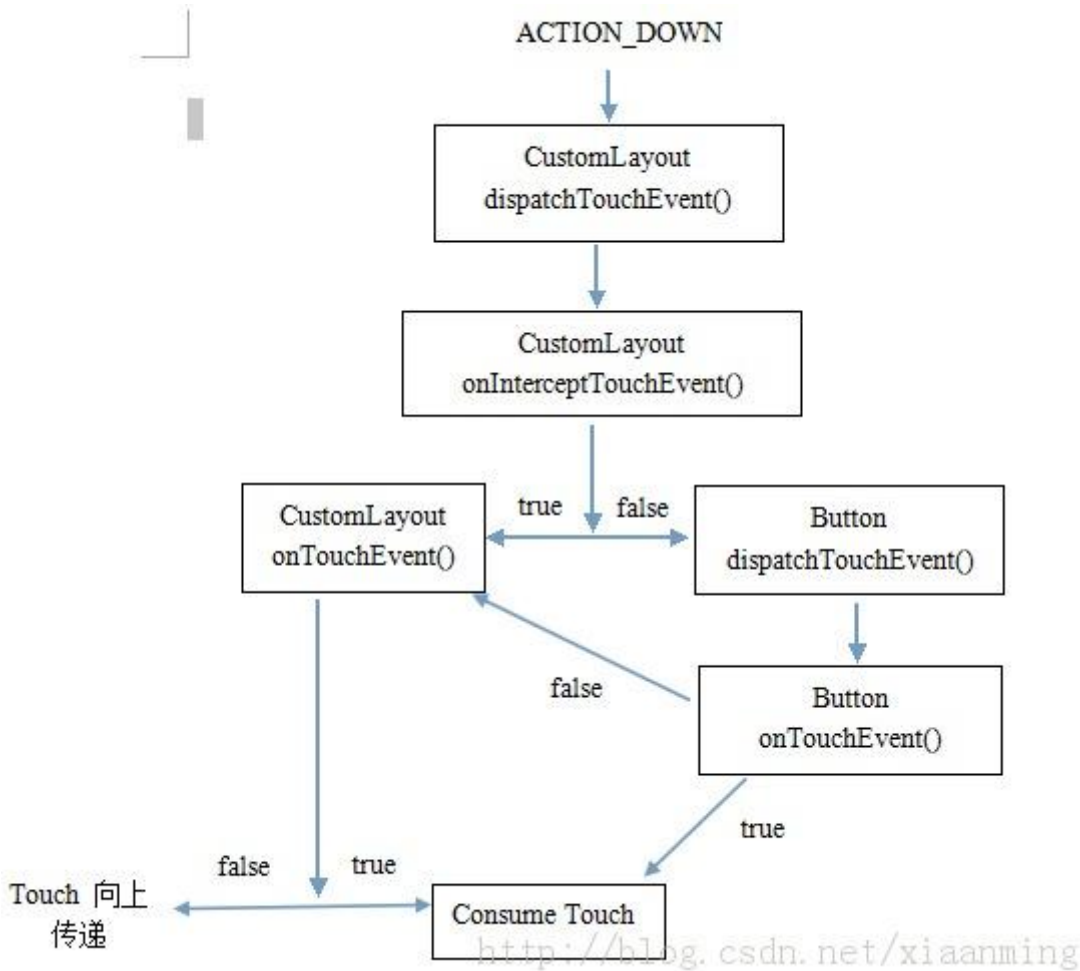 ACTION_DOWN
CustomLayout
dispatchTouchEvent()
CustomLayout
onInterceptTouchEvent()
true
false
CustomLayout
onTouchEvent()
Button
dispatchTouchEvent()
false
Button
onTouchEvent()
true
false
true
Touch 向上
传递
Consume Touch
http://blog.csdn.net/xiaanming